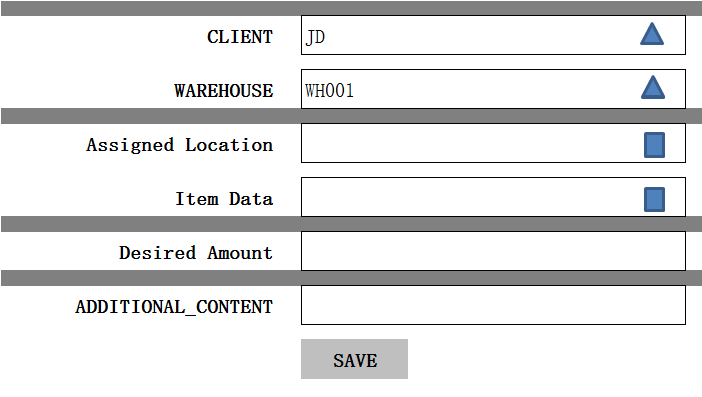 CLIENT JD
WAREHOUSE WH001
Assigned Location
Item Data
Desired Amount
ADDITIONAL_CONTENT
SAVE